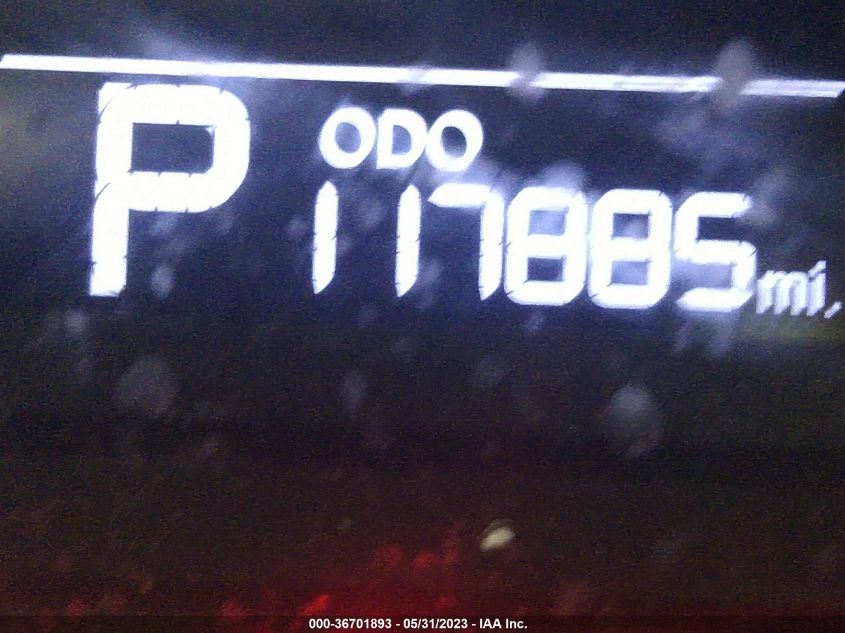 P ODO
117885 mi.
000-36701893 - 05/31/2023 - IAA Inc.